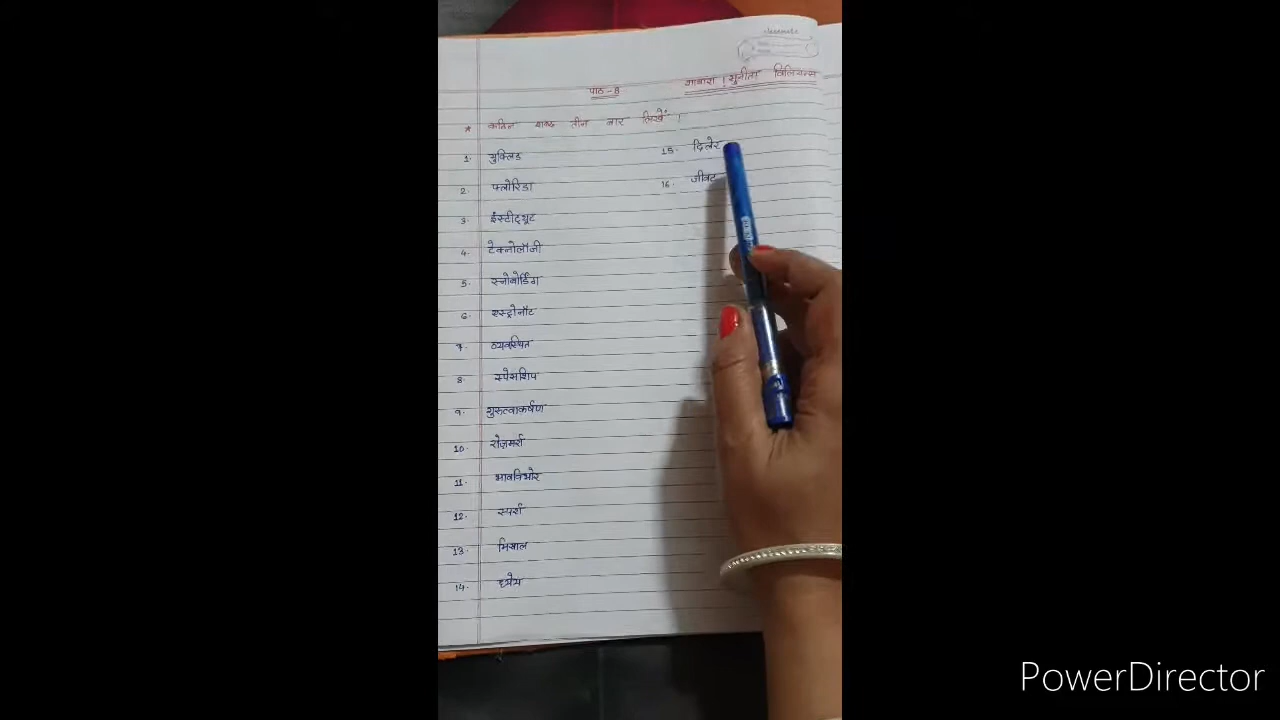 पाठ-8 शाबाश ! सुनीता विलियम्स
* कठिन शब्द तीन बार लिखें ।
1. युक्लिड
2. फ्लोरिडा
3. इंस्टीट्यूट
4. टेक्नोलॉजी
5. स्नोबोर्डिंग
6. एस्ट्रोनॉट
7. व्यवस्थित
8. स्पेसशिप
9. गुरुत्वाकर्षण
10. रोज़मर्रा
11. भावविभोर
12. स्पर्श
13. मिसाल
14. ध्येय
15. दिलेर
16. जीवट
PowerDirector